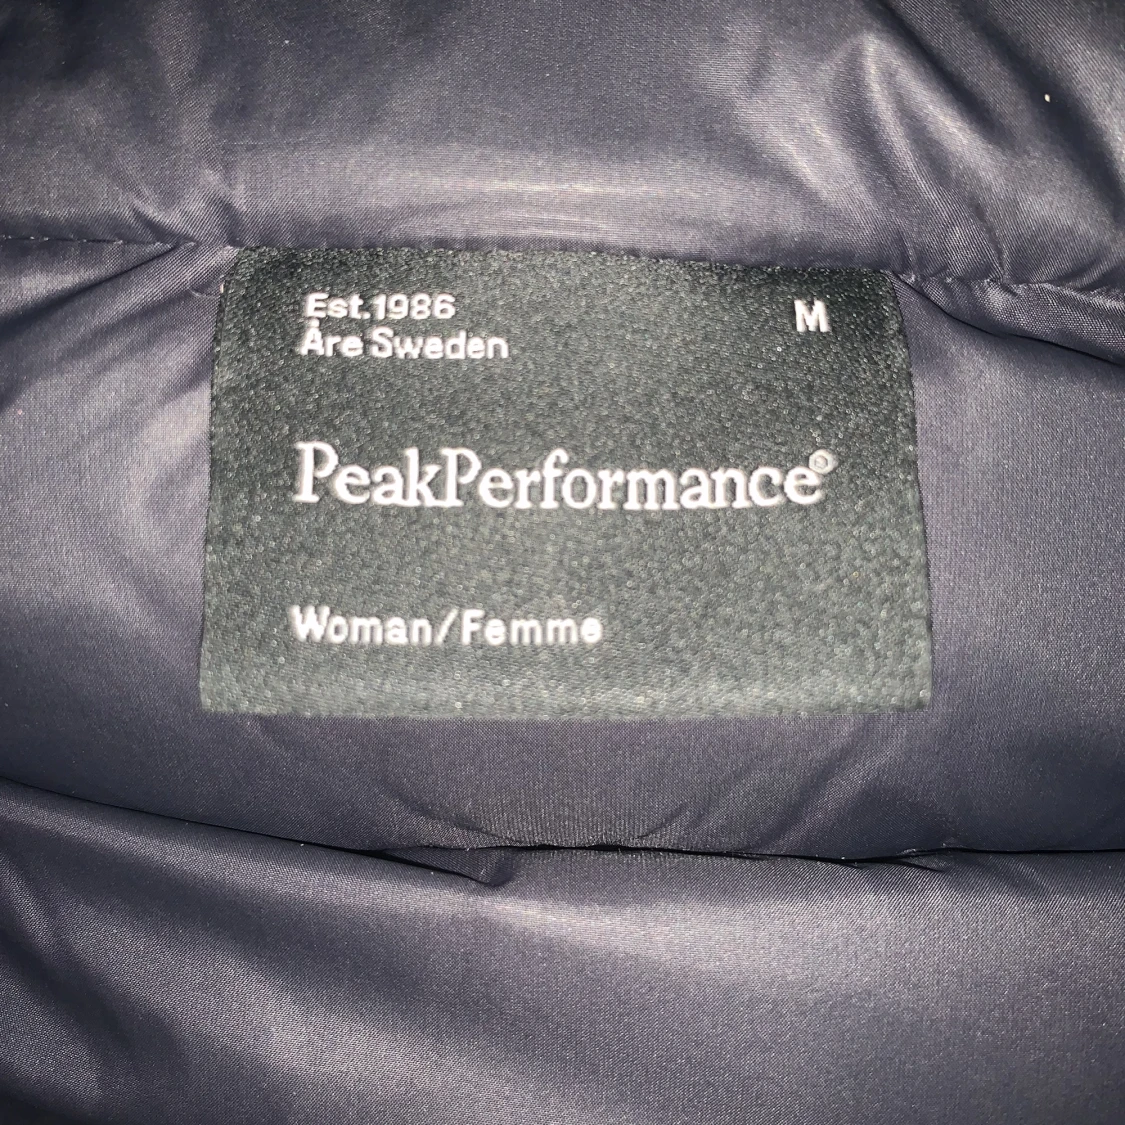 Est.1986 M
Åre Sweden
PeakPerformance®
Woman/Femme